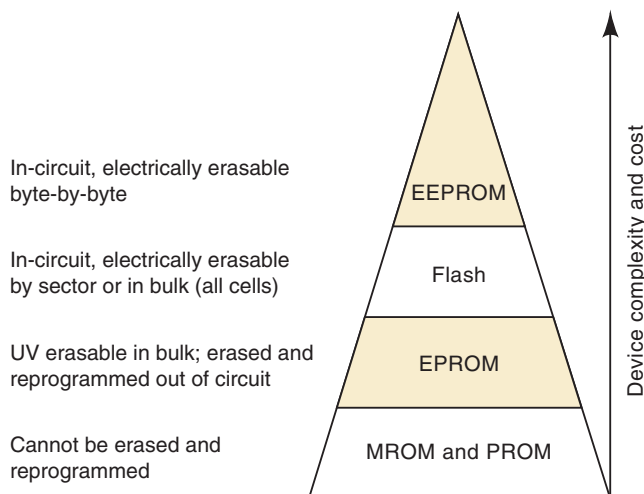 In-circuit, electrically erasable
byte-by-byte
EEPROM
In-circuit, electrically erasable
by sector or in bulk (all cells)
Flash
UV erasable in bulk; erased and
reprogrammed out of circuit
EPROM
Cannot be erased and
reprogrammed
MROM and PROM
Device complexity and cost